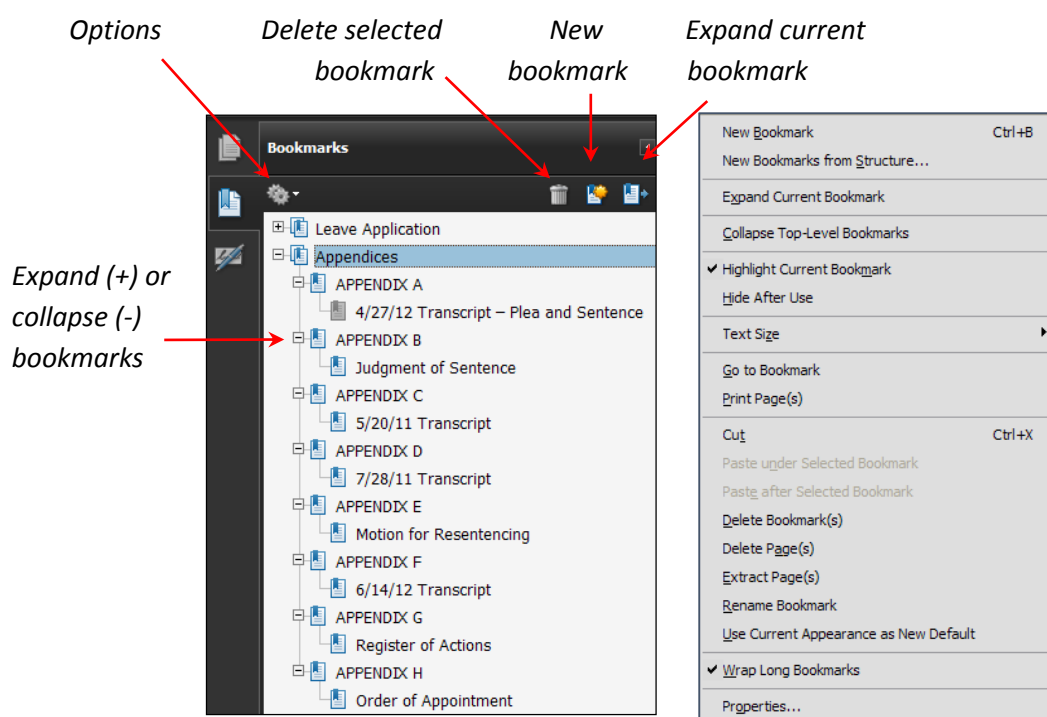 Options
Delete selected
bookmark
New
bookmark
Expand current
bookmark
Bookmarks
Leave Application
Appendices
APPENDIX A
4/27/12 Transcript – Plea and Sentence
APPENDIX B
Judgment of Sentence
APPENDIX C
5/20/11 Transcript
APPENDIX D
7/28/11 Transcript
APPENDIX E
Motion for Resentencing
APPENDIX F
6/14/12 Transcript
APPENDIX G
Register of Actions
APPENDIX H
Order of Appointment
Expand (+) or
collapse (-)
bookmarks
New Bookmark Ctrl+B
New Bookmarks from Structure...
Expand Current Bookmark
Collapse Top-Level Bookmarks
Highlight Current Bookmark
Hide After Use
Text Size
Go to Bookmark
Print Page(s)
Cut Ctrl+X
Paste under Selected Bookmark
Paste after Selected Bookmark
Delete Bookmark(s)
Delete Page(s)
Extract Page(s)
Rename Bookmark
Use Current Appearance as New Default
Wrap Long Bookmarks
Properties...